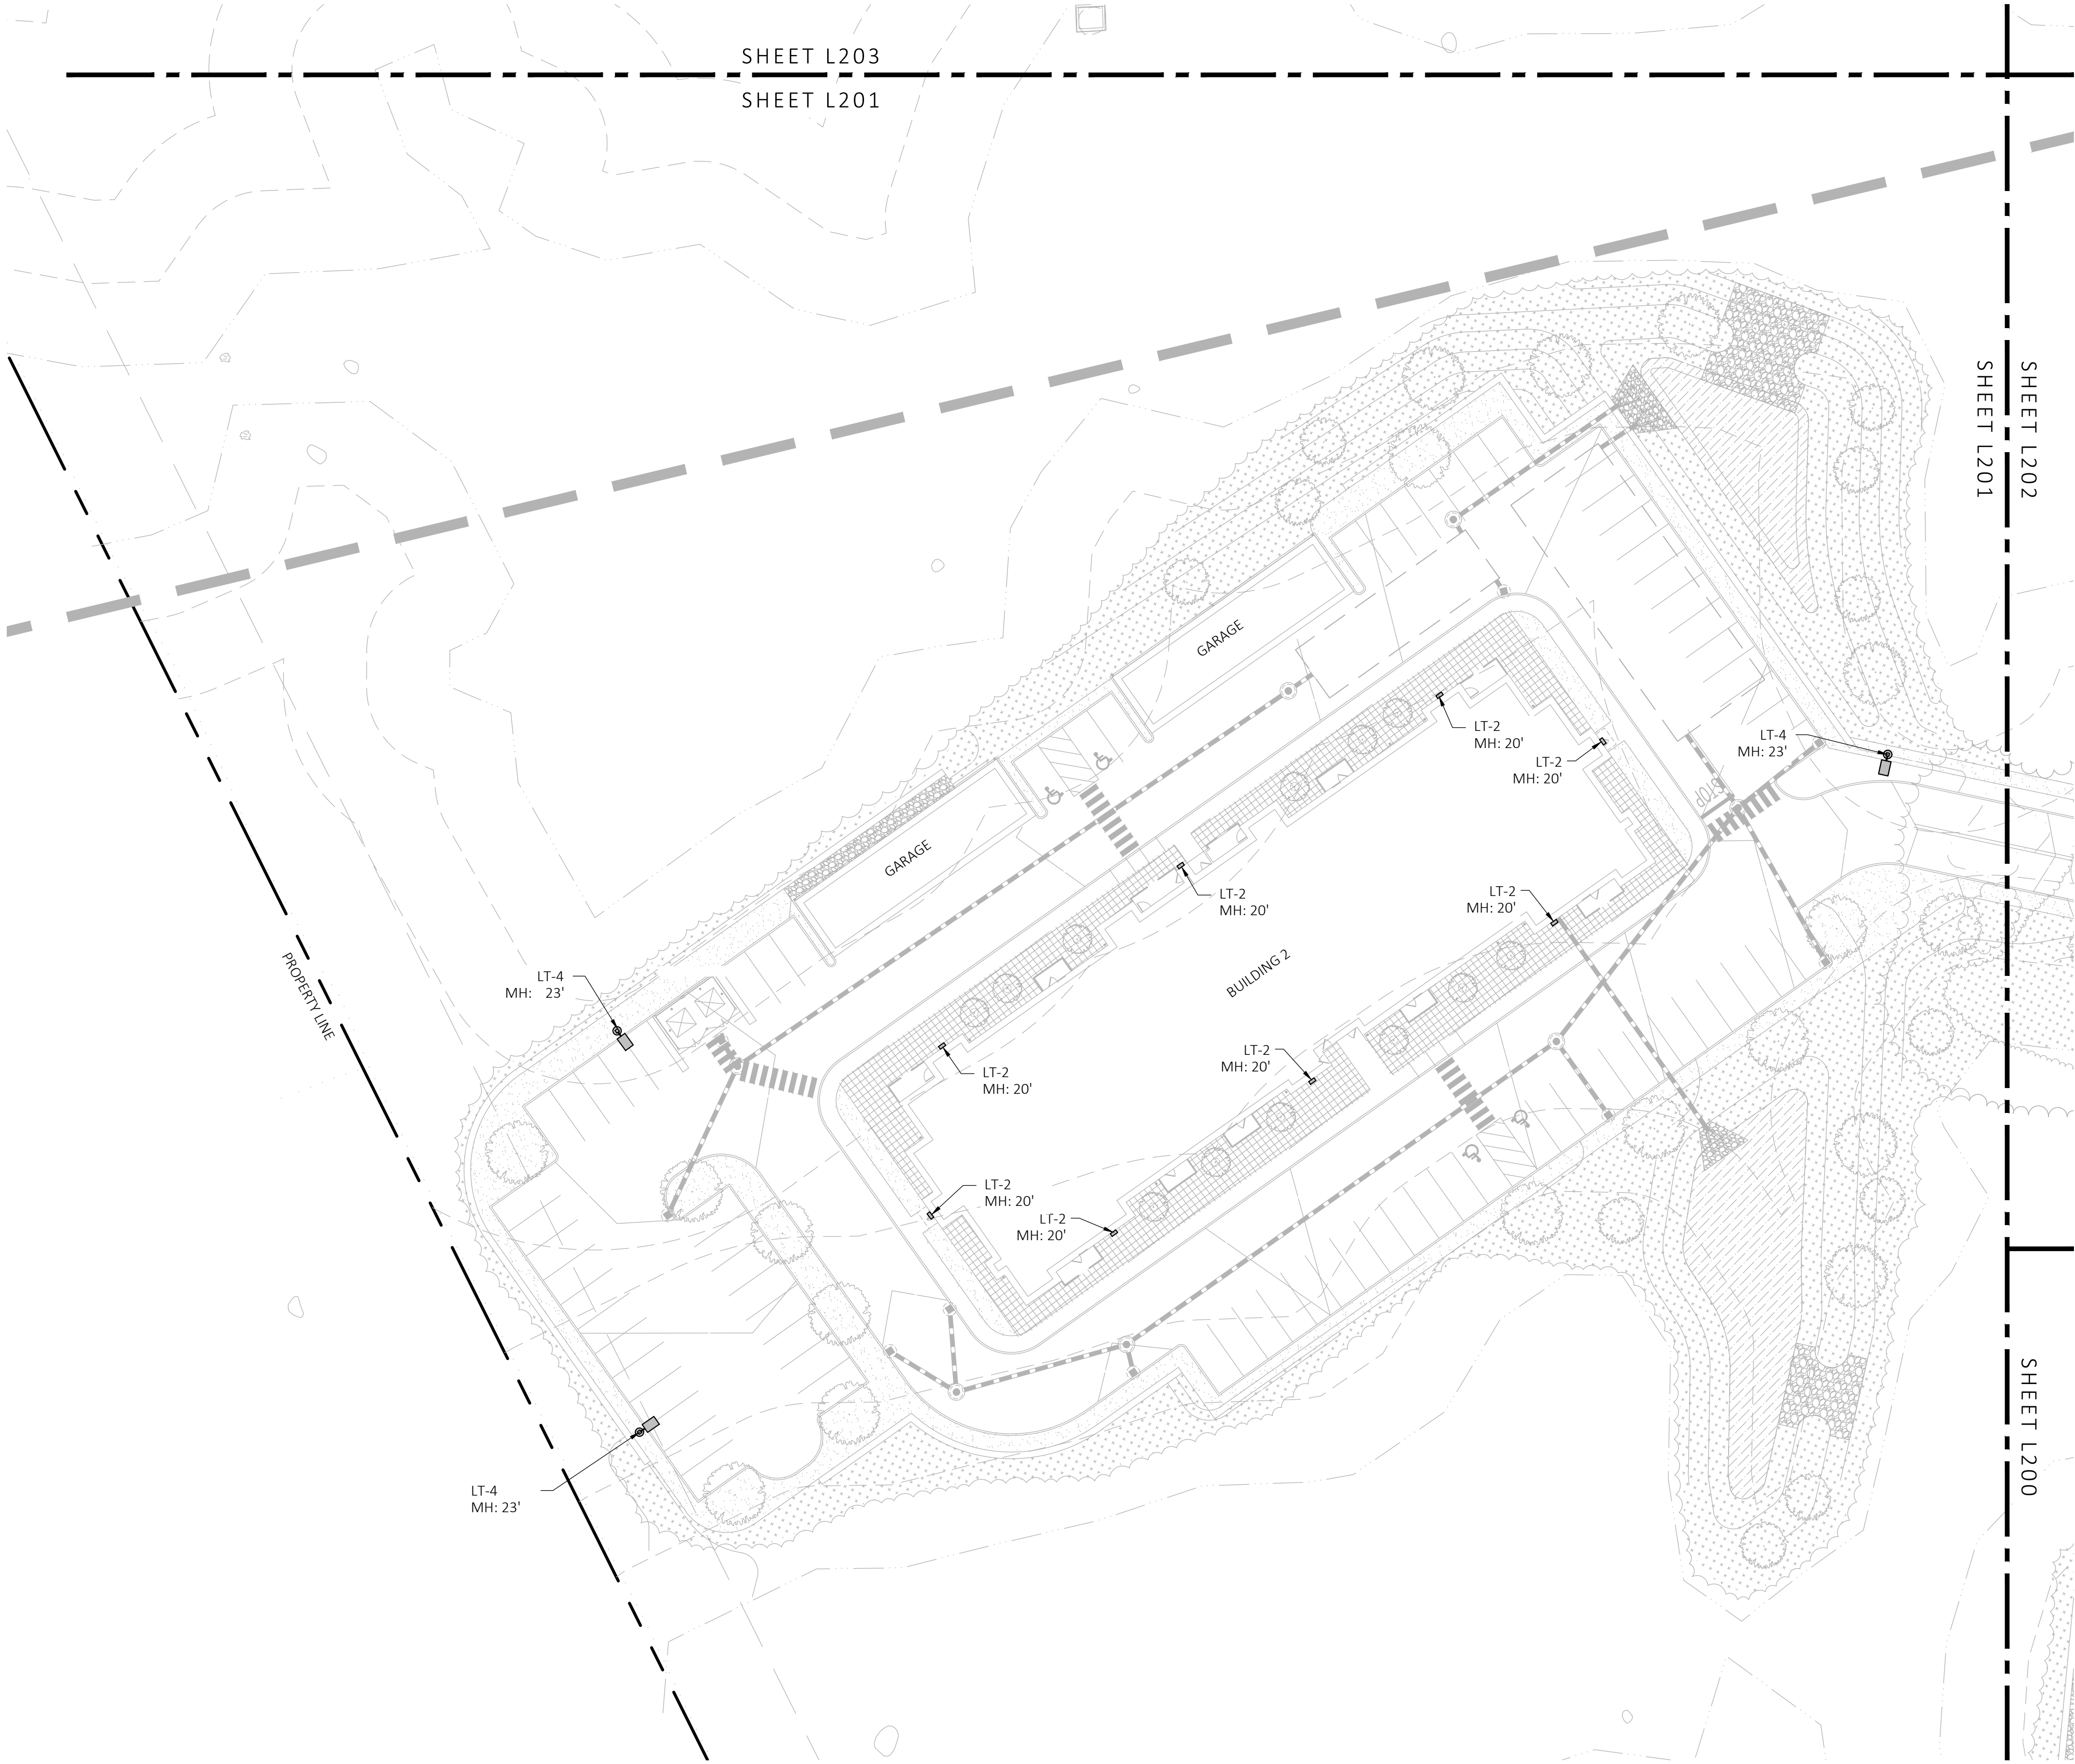 SHEET L203
SHEET L201
SHEET L202
SHEET L201
GARAGE
LT-2
MH: 20'
LT-4
MH: 23'
LT-2
MH: 20'
STOP
GARAGE
LT-2
MH: 20'
LT-2
MH: 20'
BUILDING 2
LT-4
MH: 23'
PROPERTY LINE
LT-2
MH: 20'
LT-2
MH: 20'
LT-2
MH: 20'
LT-2
MH: 20'
SHEET L200
LT-4
MH: 23'